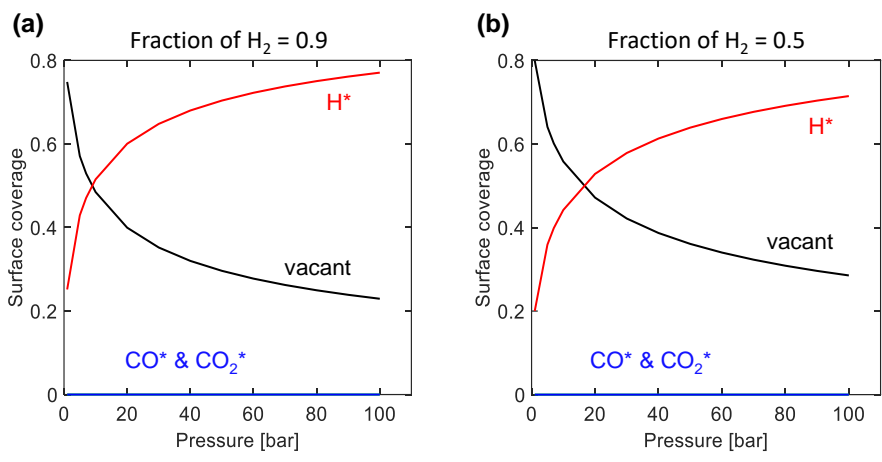 (a)
Fraction of H₂ = 0.9
0.8
0.6
0.4
0.2
0
Surface coverage
H*
vacant
CO* & CO₂*
0 20 40 60 80 100
Pressure [bar]
(b)
Fraction of H₂ = 0.5
0.8
0.6
0.4
0.2
0
Surface coverage
H*
vacant
CO* & CO₂*
0 20 40 60 80 100
Pressure [bar]